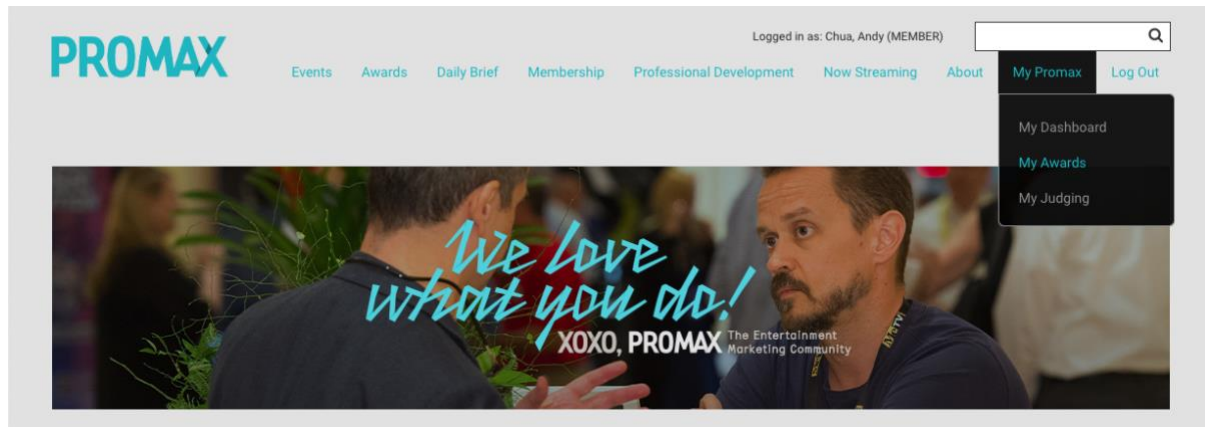 Logged in as: Chua, Andy (MEMBER)
PROMAX
Events Awards Daily Brief Membership Professional Development Now Streaming About My Promax Log Out
My Dashboard
My Awards
My Judging
We love
what you do!
XOXO, PROMAX The Entertainment
Marketing Community